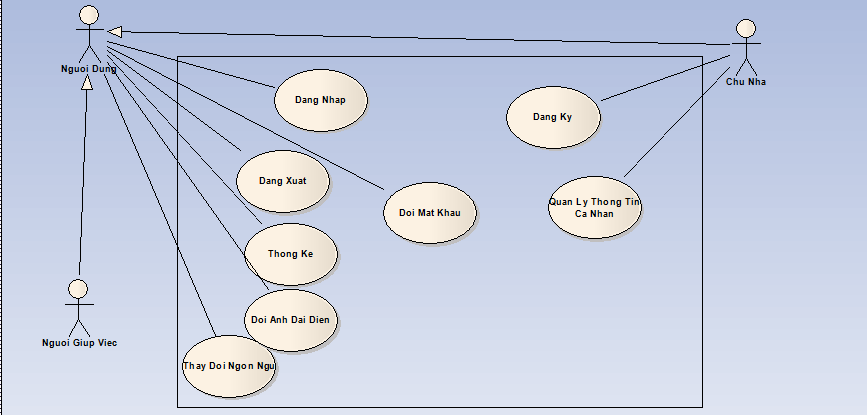 Nguoi Dung
Chu Nha
Dang Nhap
Dang Ky
Dang Xuat
Doi Mat Khau
Quan Ly Thong Tin
Ca Nhan
Thong Ke
Doi Anh Dai Dien
Nguoi Giup Viec
Thay Doi Ngon Ngu